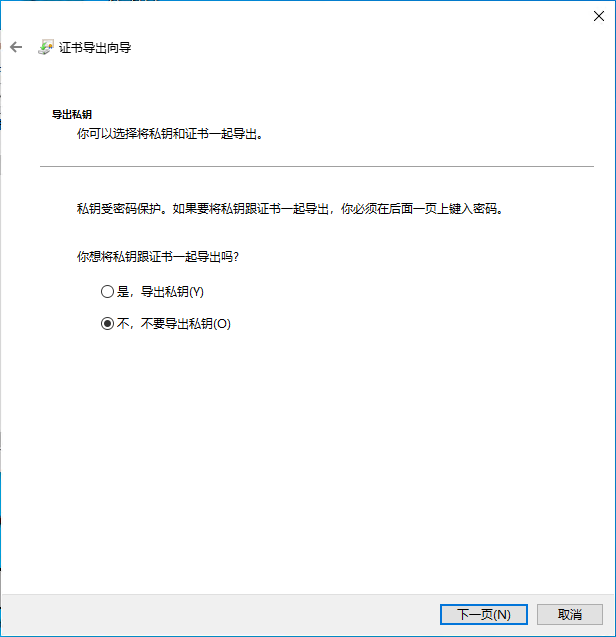 证书导出向导
导出私钥
你可以选择将私钥和证书一起导出。
私钥受密码保护。如果要将私钥跟证书一起导出，你必须在后面一页上键入密码。
你想将私钥跟证书一起导出吗?
是，导出私钥(Y)
不，不要导出私钥(O)
下一页(N)
取消